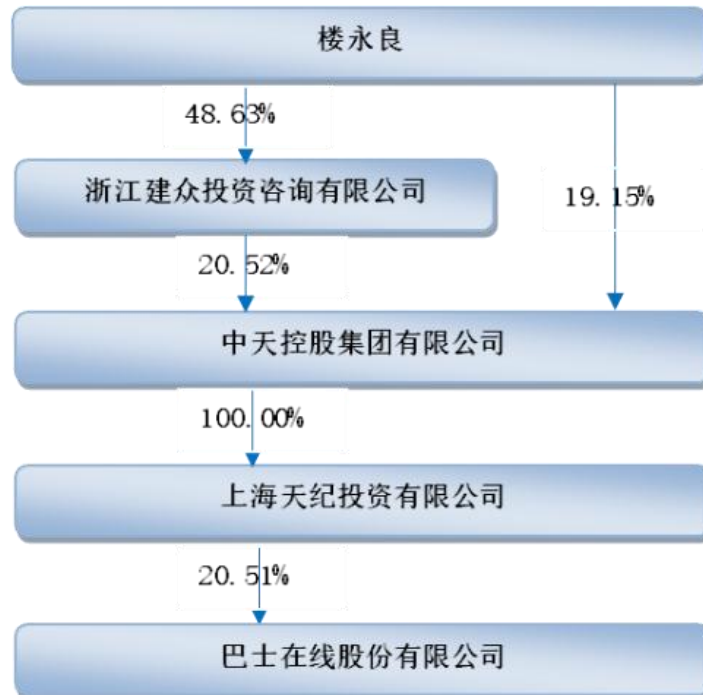 楼永良
48.63%
浙江建众投资咨询有限公司
19.15%
20.52%
中天控股集团有限公司
100.00%
上海天纪投资有限公司
20.51%
巴士在线股份有限公司